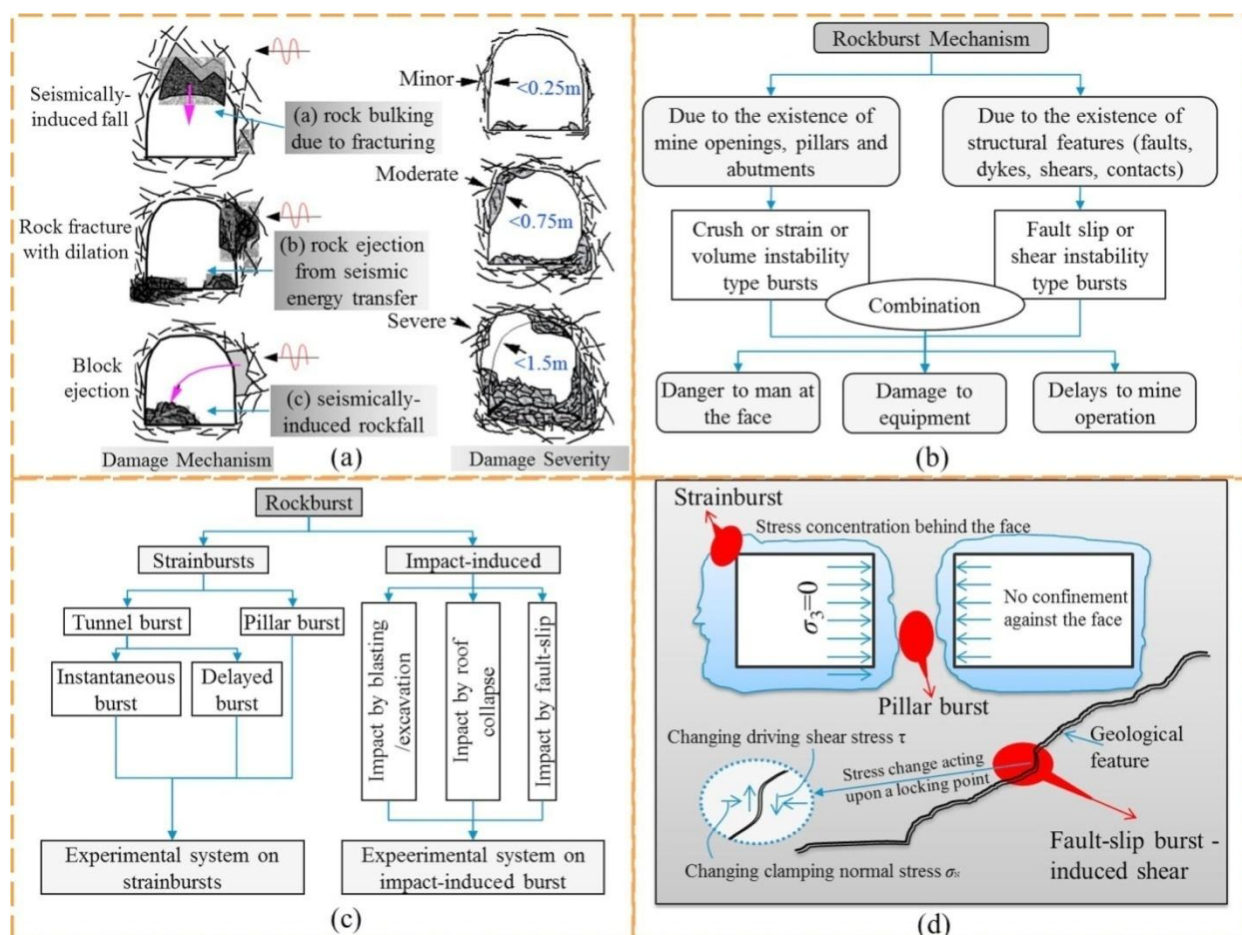 Seismically-
induced fall
(a) rock bulking
due to fracturing
Rock fracture
with dilation
(b) rock ejection
from seismic
energy transfer
Block
ejection
(c) seismically-
induced rockfall
Damage Mechanism
Minor
<0.25m
Moderate
<0.75m
Severe
<1.5m
Damage Severity
(a)
Rockburst Mechanism
Due to the existence of
mine openings, pillars and
abutments
Due to the existence of
structural features (faults,
dykes, shears, contacts)
Crush or strain or
volume instability
type bursts
Fault slip or
shear instability
type bursts
Combination
Danger to man at
the face
Damage to
equipment
Delays to mine
operation
(b)
Rockburst
Strainbursts
Impact-induced
Tunnel burst
Pillar burst
Instantaneous
burst
Delayed
burst
Impact by blasting
/excavation
Inpact by roof
collapse
Impact by fault-slip
Experimental system on
strainbursts
Expeerimental system on
impact-induced burst
(c)
Strainburst
Stress concentration behind the face
σ3=0
No confinement
against the face
Pillar burst
Changing driving shear stress τ
Stress change acting
upon a locking point
Geological
feature
Changing clamping normal stress σN
Fault-slip burst -
induced shear
(d)